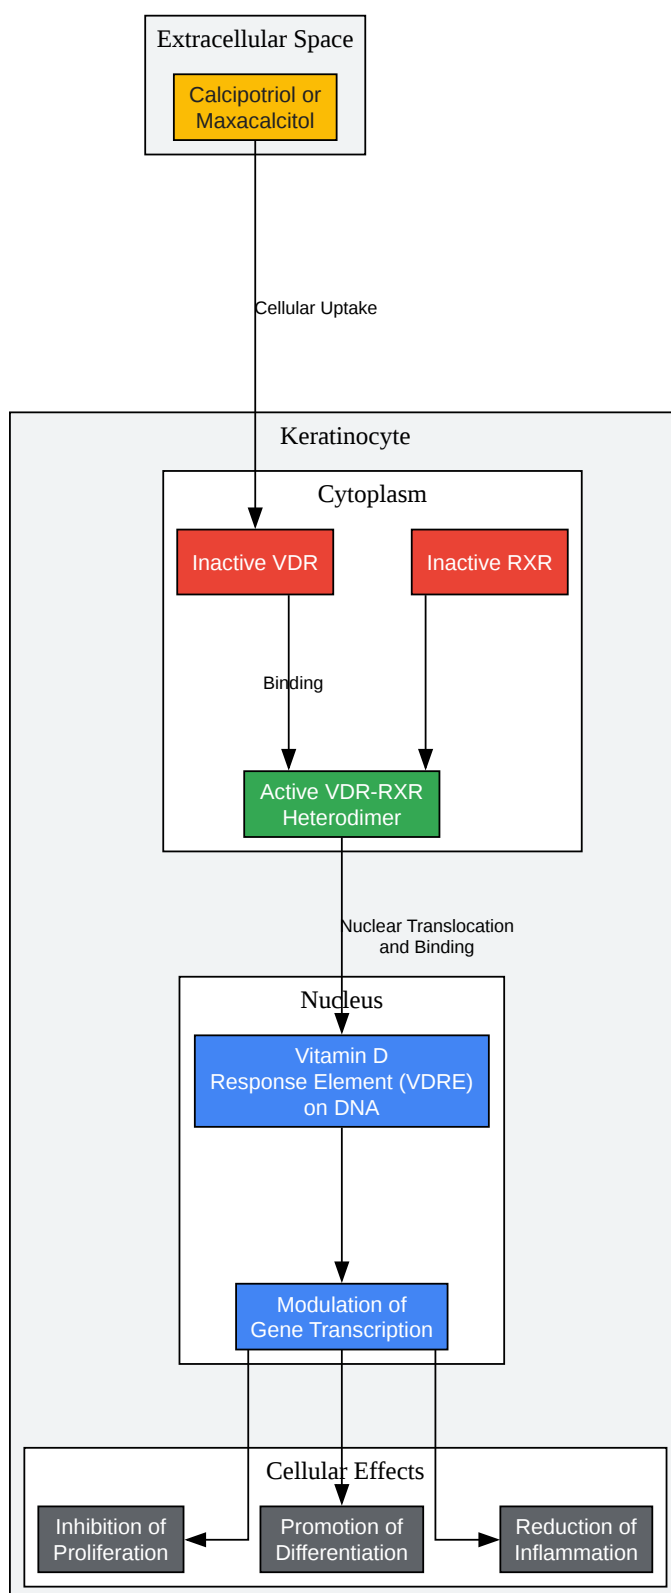 Extracellular Space
Calcipotriol or
Maxacalcitol
Cellular Uptake
Keratinocyte
Cytoplasm
Inactive VDR
Inactive RXR
Binding
Active VDR-RXR
Heterodimer
Nuclear Translocation
and Binding
Nucleus
Vitamin D
Response Element (VDRE)
on DNA
Modulation of
Gene Transcription
Cellular Effects
Inhibition of
Proliferation
Promotion of
Differentiation
Reduction of
Inflammation